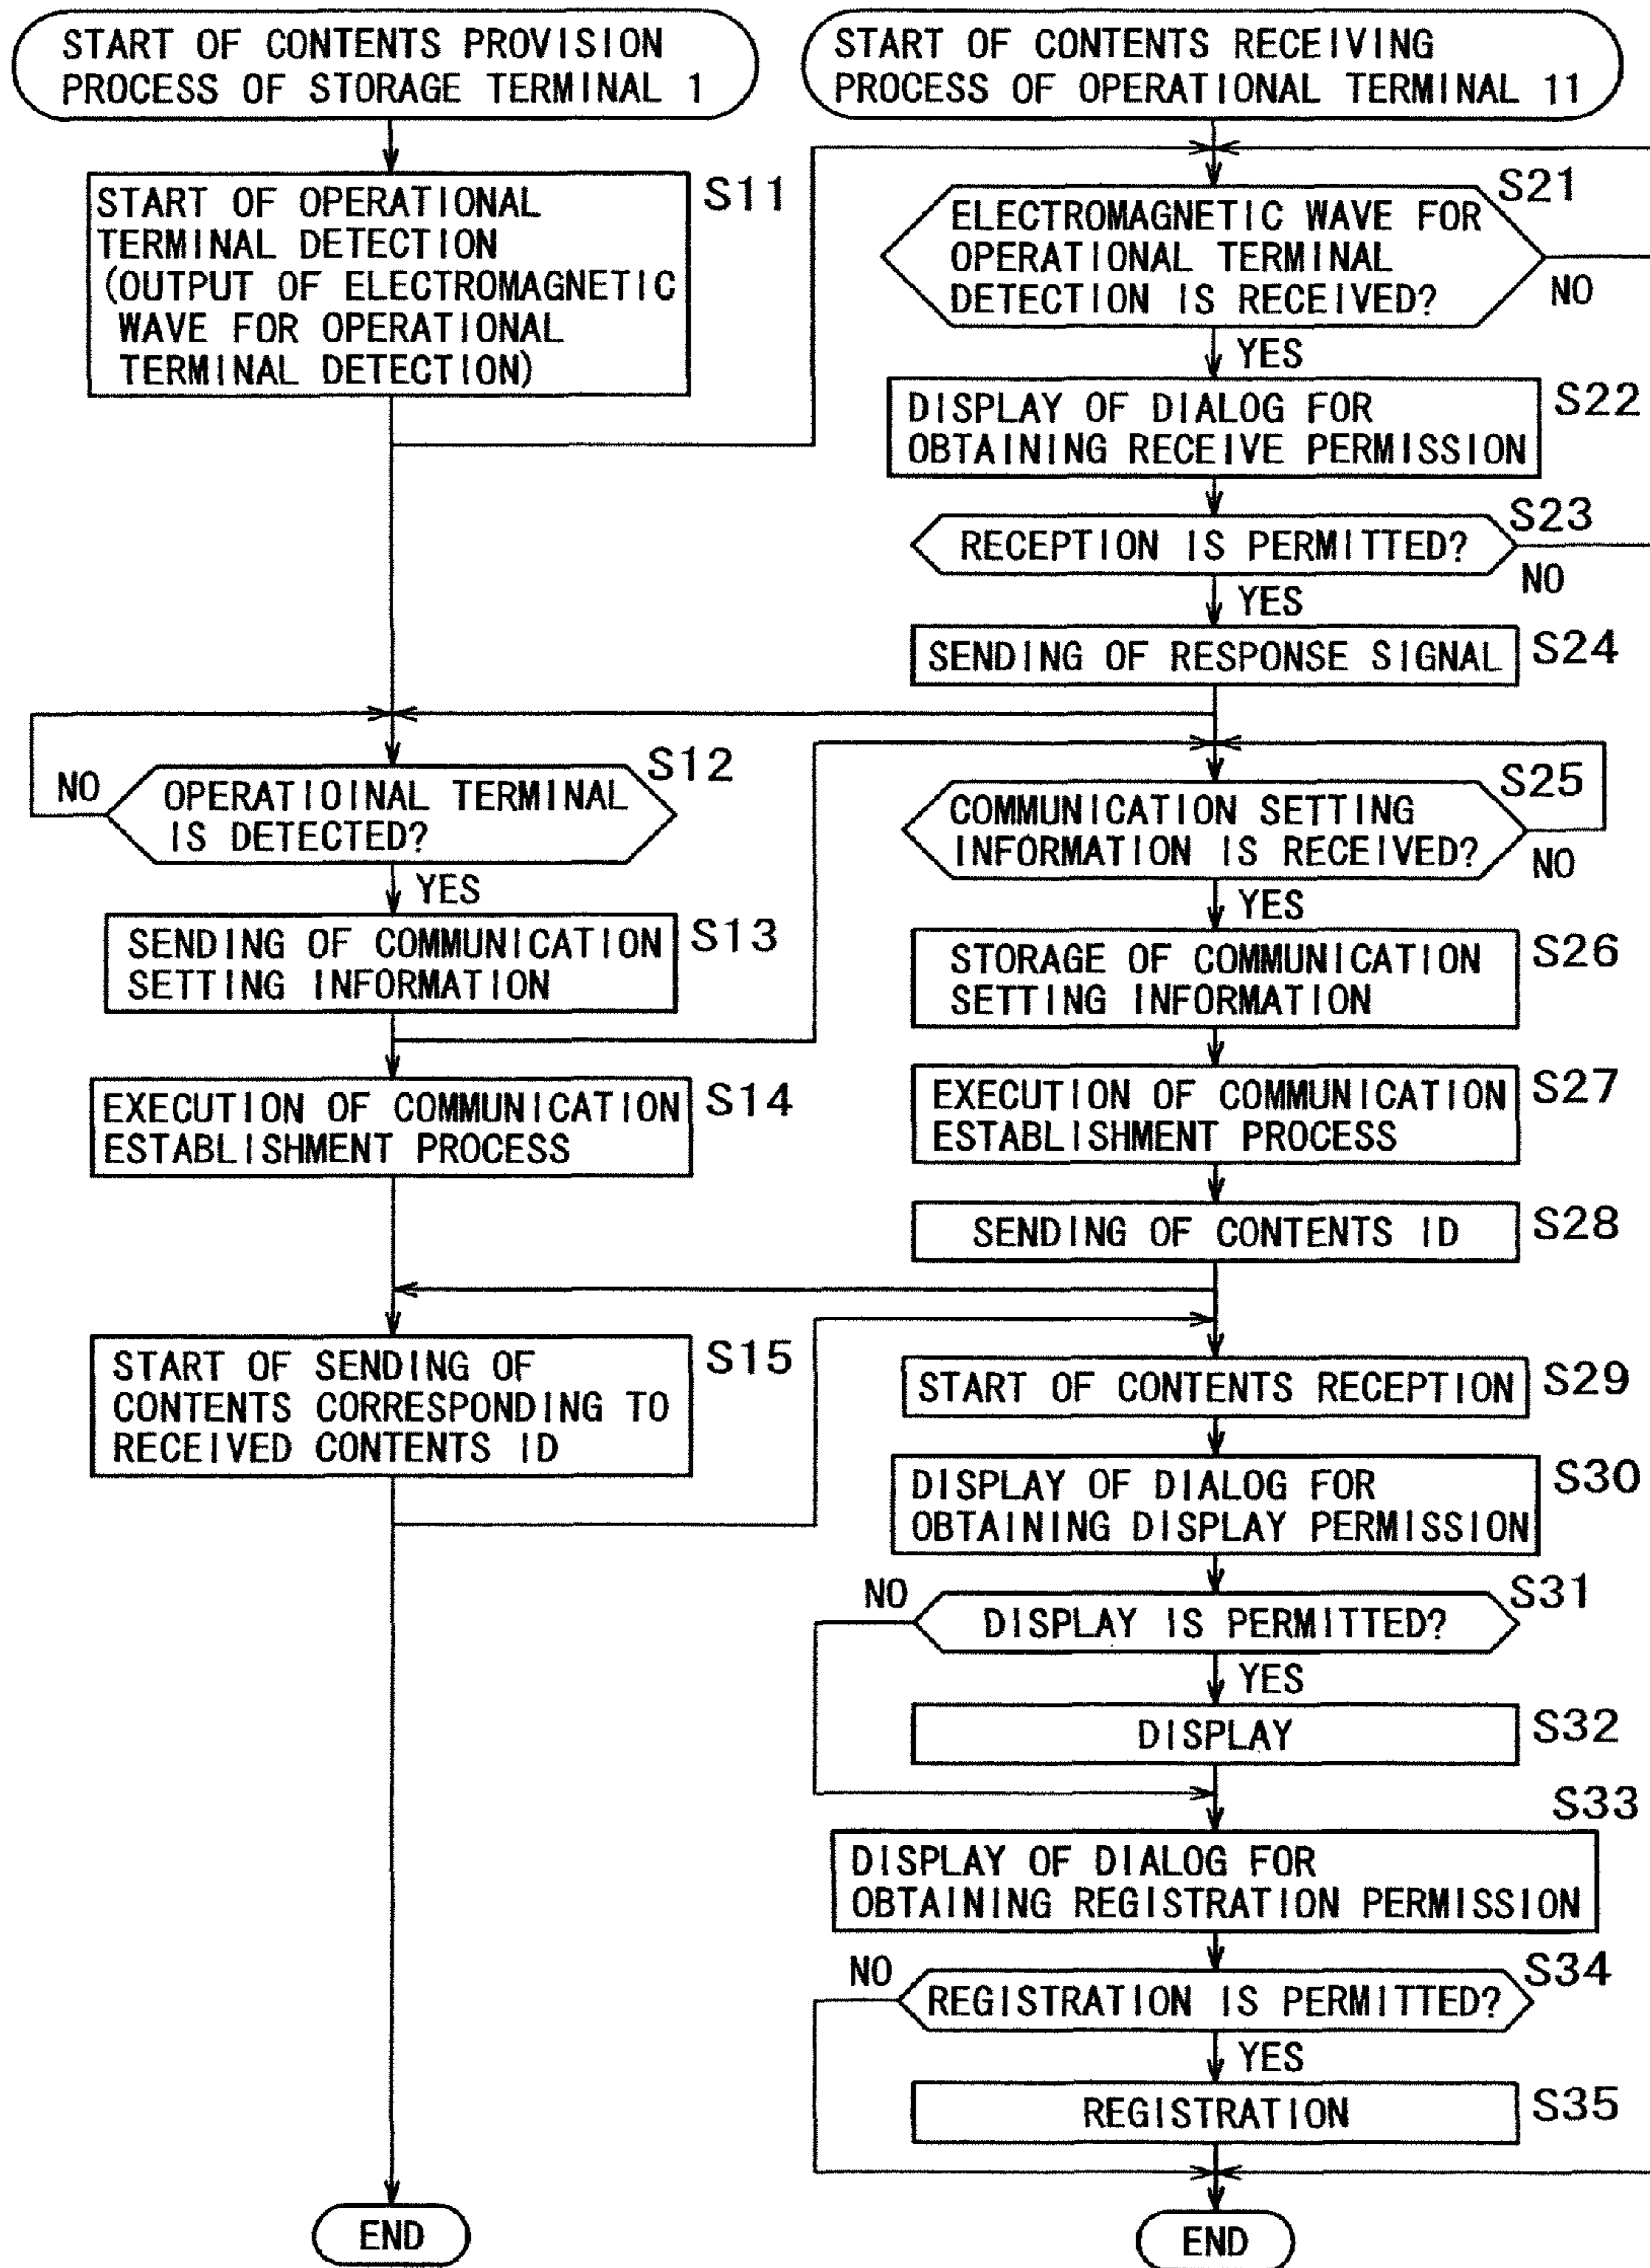 START OF CONTENTS PROVISION
PROCESS OF STORAGE TERMINAL 1
S11
START OF OPERATIONAL
TERMINAL DETECTION
(OUTPUT OF ELECTROMAGNETIC
WAVE FOR OPERATIONAL
TERMINAL DETECTION)
S12
NO
OPERATIOINAL TERMINAL
IS DETECTED?
YES
SENDING OF COMMUNICATION
SETTING INFORMATION
S13
EXECUTION OF COMMUNICATION
ESTABLISHMENT PROCESS
S14
START OF SENDING OF
CONTENTS CORRESPONDING TO
RECEIVED CONTENTS ID
S15
END
START OF CONTENTS RECEIVING
PROCESS OF OPERATIONAL TERMINAL 11
S21
ELECTROMAGNETIC WAVE FOR
OPERATIONAL TERMINAL
DETECTION IS RECEIVED?
NO
YES
DISPLAY OF DIALOG FOR
OBTAINING RECEIVE PERMISSION
S22
S23
RECEPTION IS PERMITTED?
NO
YES
SENDING OF RESPONSE SIGNAL
S24
S25
COMMUNICATION SETTING
INFORMATION IS RECEIVED?
NO
YES
STORAGE OF COMMUNICATION
SETTING INFORMATION
S26
EXECUTION OF COMMUNICATION
ESTABLISHMENT PROCESS
S27
SENDING OF CONTENTS ID
S28
START OF CONTENTS RECEPTION
S29
DISPLAY OF DIALOG FOR
OBTAINING DISPLAY PERMISSION
S30
NO
S31
DISPLAY IS PERMITTED?
YES
DISPLAY
S32
S33
DISPLAY OF DIALOG FOR
OBTAINING REGISTRATION PERMISSION
NO
S34
REGISTRATION IS PERMITTED?
YES
REGISTRATION
S35
END